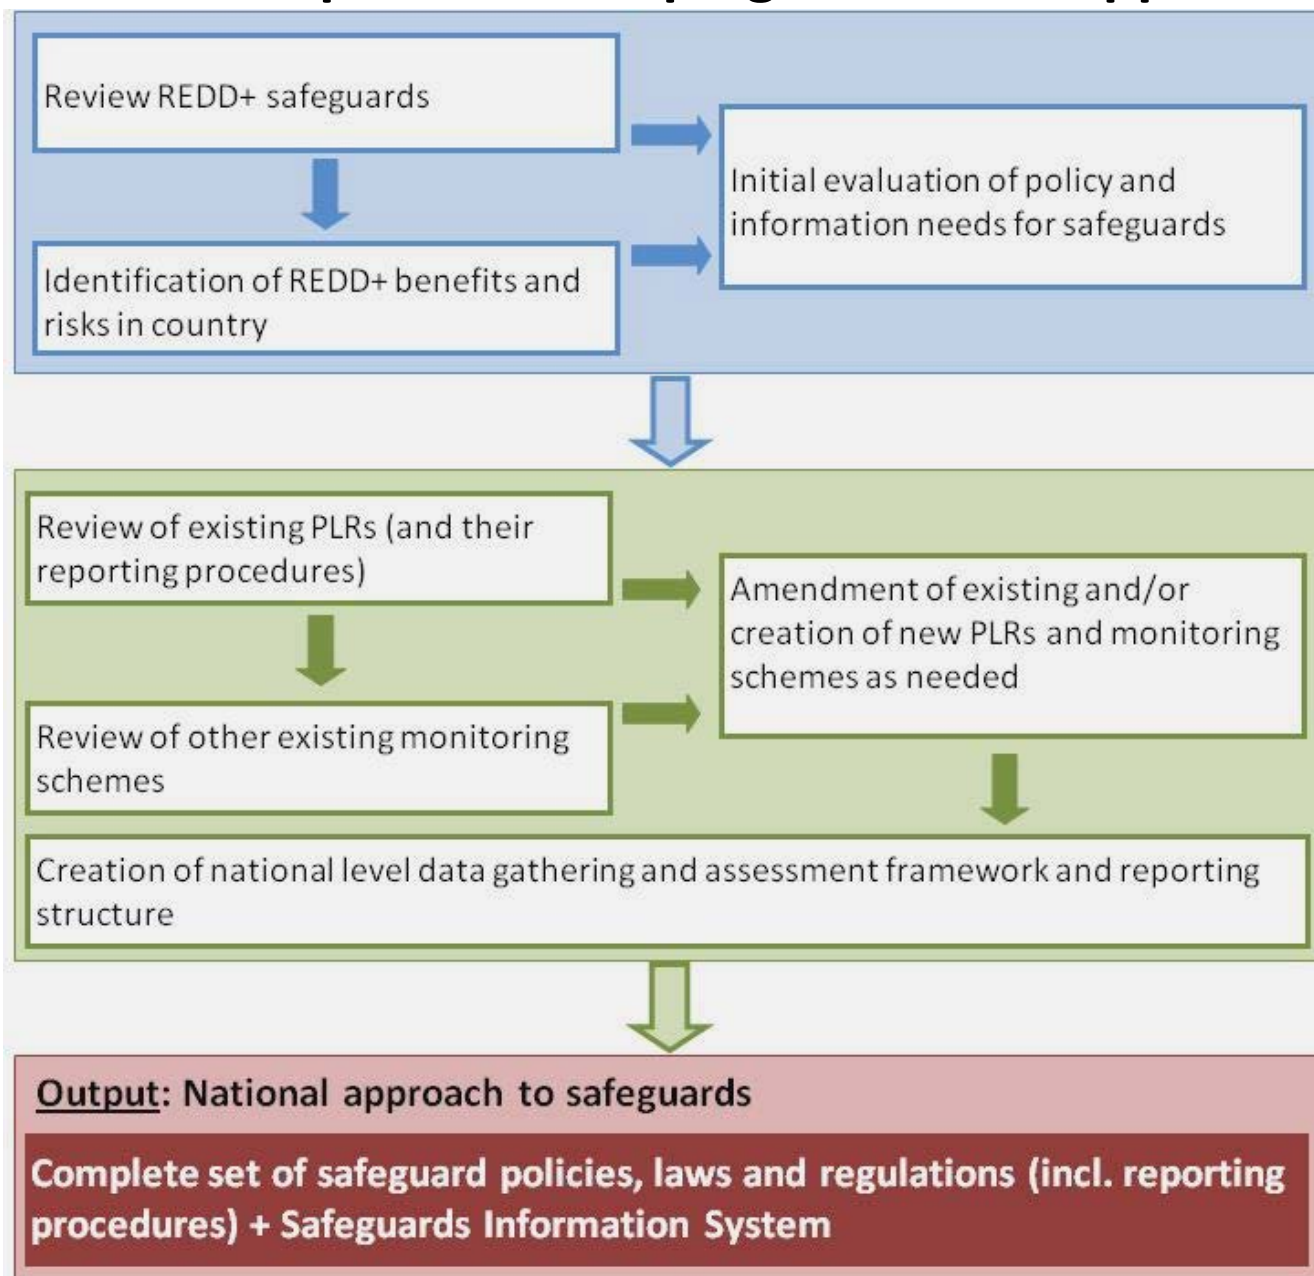 Review REDD+ safeguards
Initial evaluation of policy and
information needs for safeguards
Identification of REDD+ benefits and
risks in country
Review of existing PLRs (and their
reporting procedures)
Amendment of existing and/or
creation of new PLRs and monitoring
schemes as needed
Review of other existing monitoring
schemes
Creation of national level data gathering and assessment framework and reporting
structure
Output: National approach to safeguards
Complete set of safeguard policies, laws and regulations (incl. reporting
procedures) + Safeguards Information System